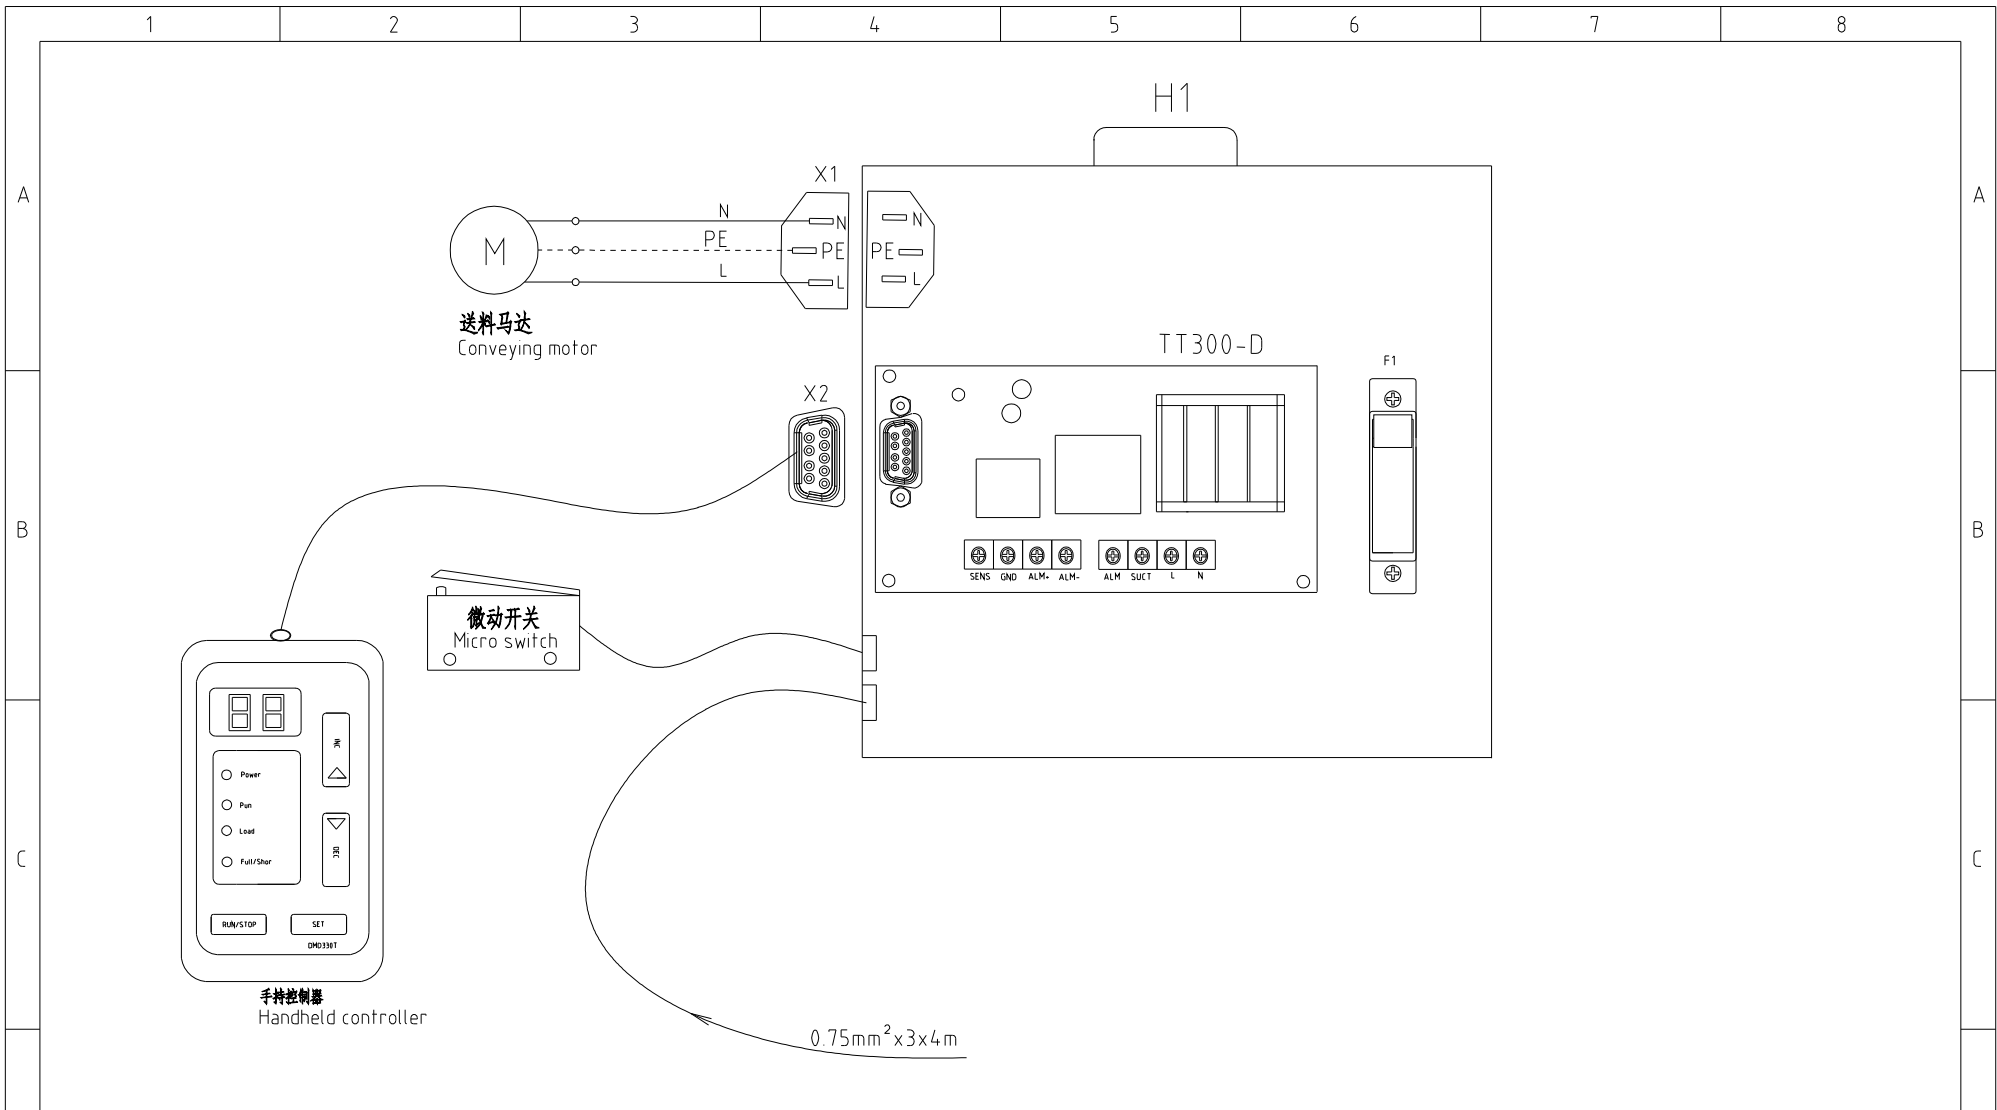 1 2 3 4 5 6 7 8
H1
A A
X1
N N N
PE PE PE
L L L
M
送料马达
Conveying motor
TT300-D
F1
X2
B B
SENS GND ALM+ ALM- ALM SUCT L N
微动开关
Micro switch
INC
Power
Pun
Load
DEC
Full/Shor
C C
RUN/STOP SET
DMD330T
手持控制器
Handheld controller
0.75mm²x3x4m